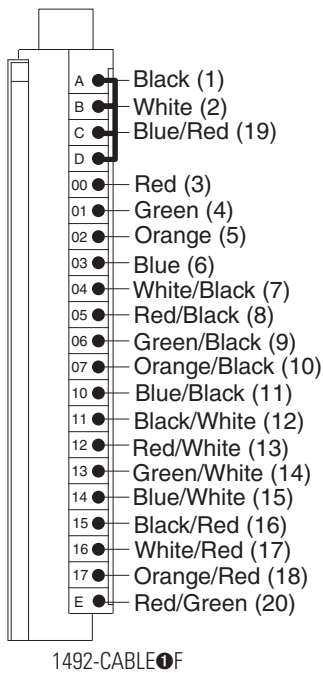 A Black (1)
B White (2)
C Blue/Red (19)
D
00 Red (3)
01 Green (4)
02 Orange (5)
03 Blue (6)
04 White/Black (7)
05 Red/Black (8)
06 Green/Black (9)
07 Orange/Black (10)
10 Blue/Black (11)
11 Black/White (12)
12 Red/White (13)
13 Green/White (14)
14 Blue/White (15)
15 Black/Red (16)
16 White/Red (17)
17 Orange/Red (18)
E Red/Green (20)
1492-CABLE❶F